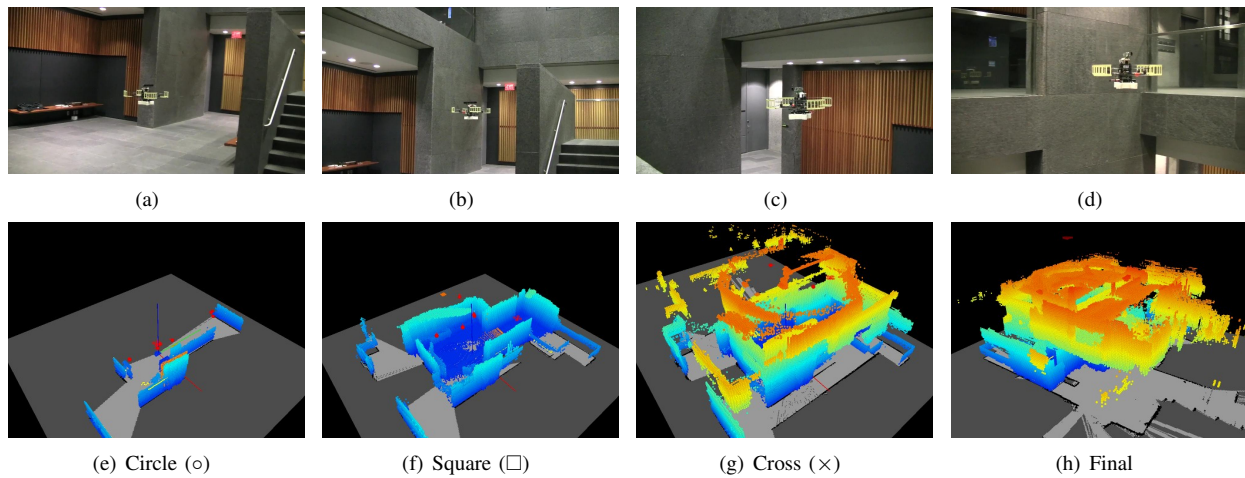 (a) (b) (c) (d)
(e) Circle (○) (f) Square (□) (g) Cross (×) (h) Final